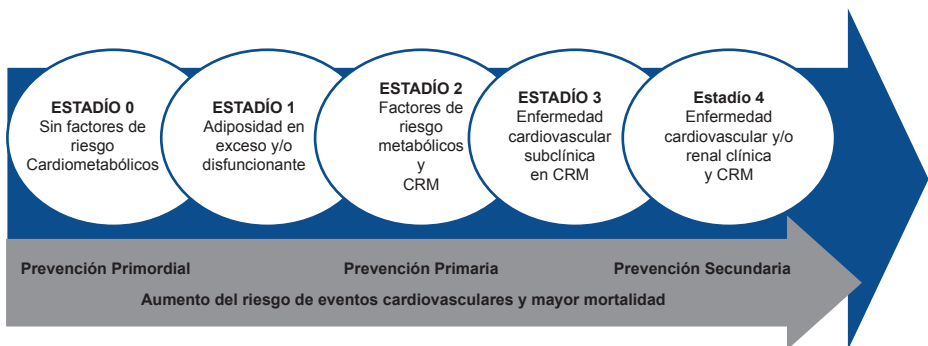 ESTADÍO 0
Sin factores de
riesgo
Cardiometabólicos
ESTADÍO 1
Adiposidad en
exceso y/o
disfuncionante
ESTADÍO 2
Factores de
riesgo
metabólicos
y
CRM
ESTADÍO 3
Enfermedad
cardiovascular
subclínica
en CRM
Estadío 4
Enfermedad
cardiovascular y/o
renal clínica
y CRM
Prevención Primordial
Prevención Primaria
Prevención Secundaria
Aumento del riesgo de eventos cardiovasculares y mayor mortalidad